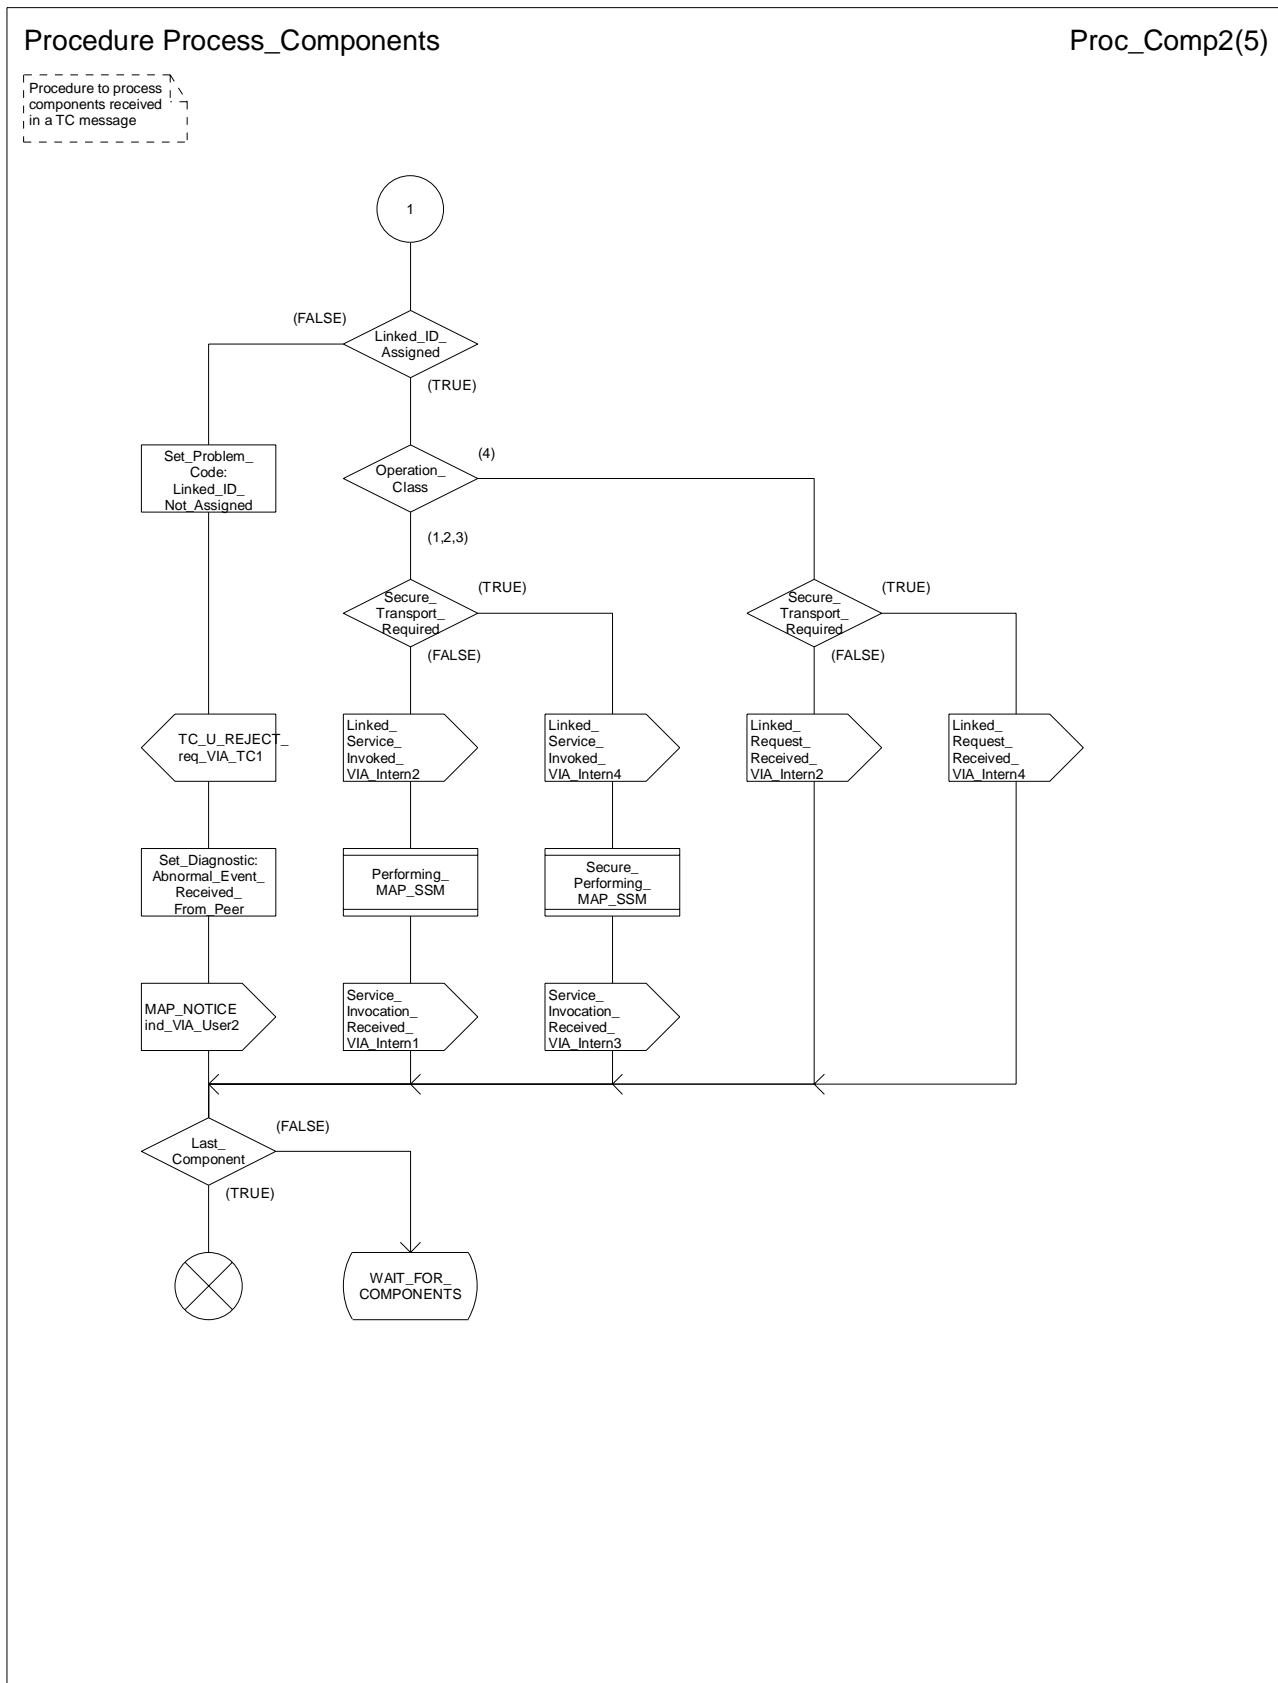 Procedure Process_Components
Proc_Comp2(5)
Procedure to process
components received
in a TC message
1
(FALSE)
Linked_ID_
Assigned
(TRUE)
Set_Problem_
Code:
Linked_ID_
Not_Assigned
Operation_
Class
(4)
(1,2,3)
Secure_
Transport_
Required
(TRUE)
(FALSE)
Secure_
Transport_
Required
(TRUE)
(FALSE)
TC_U_REJECT_
req_VIA_TC1
Linked_
Service_
Invoked_
VIA_Intern2
Linked_
Service_
Invoked_
VIA_Intern4
Linked_
Request_
Received_
VIA_Intern2
Linked_
Request_
Received_
VIA_Intern4
Set_Diagnostic:
Abnormal_Event_
Received_
From_Peer
Performing_
MAP_SSM
Secure_
Performing_
MAP_SSM
MAP_NOTICE
ind_VIA_User2
Service_
Invocation_
Received_
VIA_Intern1
Service_
Invocation_
Received_
VIA_Intern3
Last_
Component
(FALSE)
(TRUE)
WAIT_FOR_
COMPONENTS